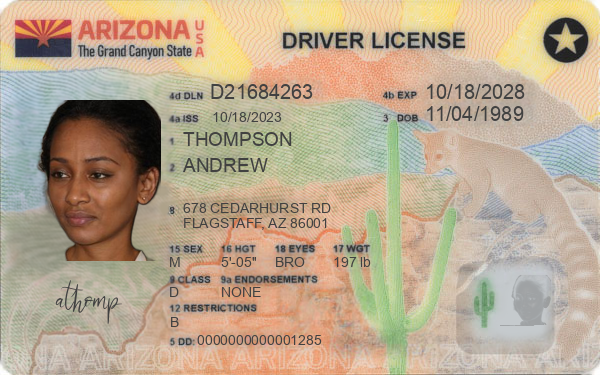 ARIZONA USA
The Grand Canyon State
DRIVER LICENSE
4d DLN D21684263
4b EXP 10/18/2028
4a ISS 10/18/2023
3 DOB 11/04/1989
1 THOMPSON
2 ANDREW
8 678 CEDARHURST RD
FLAGSTAFF, AZ 86001
15 SEX 16 HGT 18 EYES 17 WGT
M 5'-05" BRO 197 lb
9 CLASS 9a ENDORSEMENTS
D NONE
12 RESTRICTIONS
B
athomp
5 DD: 0000000000001285
ARIZONA ARIZONA ARIZONA ARIZONA